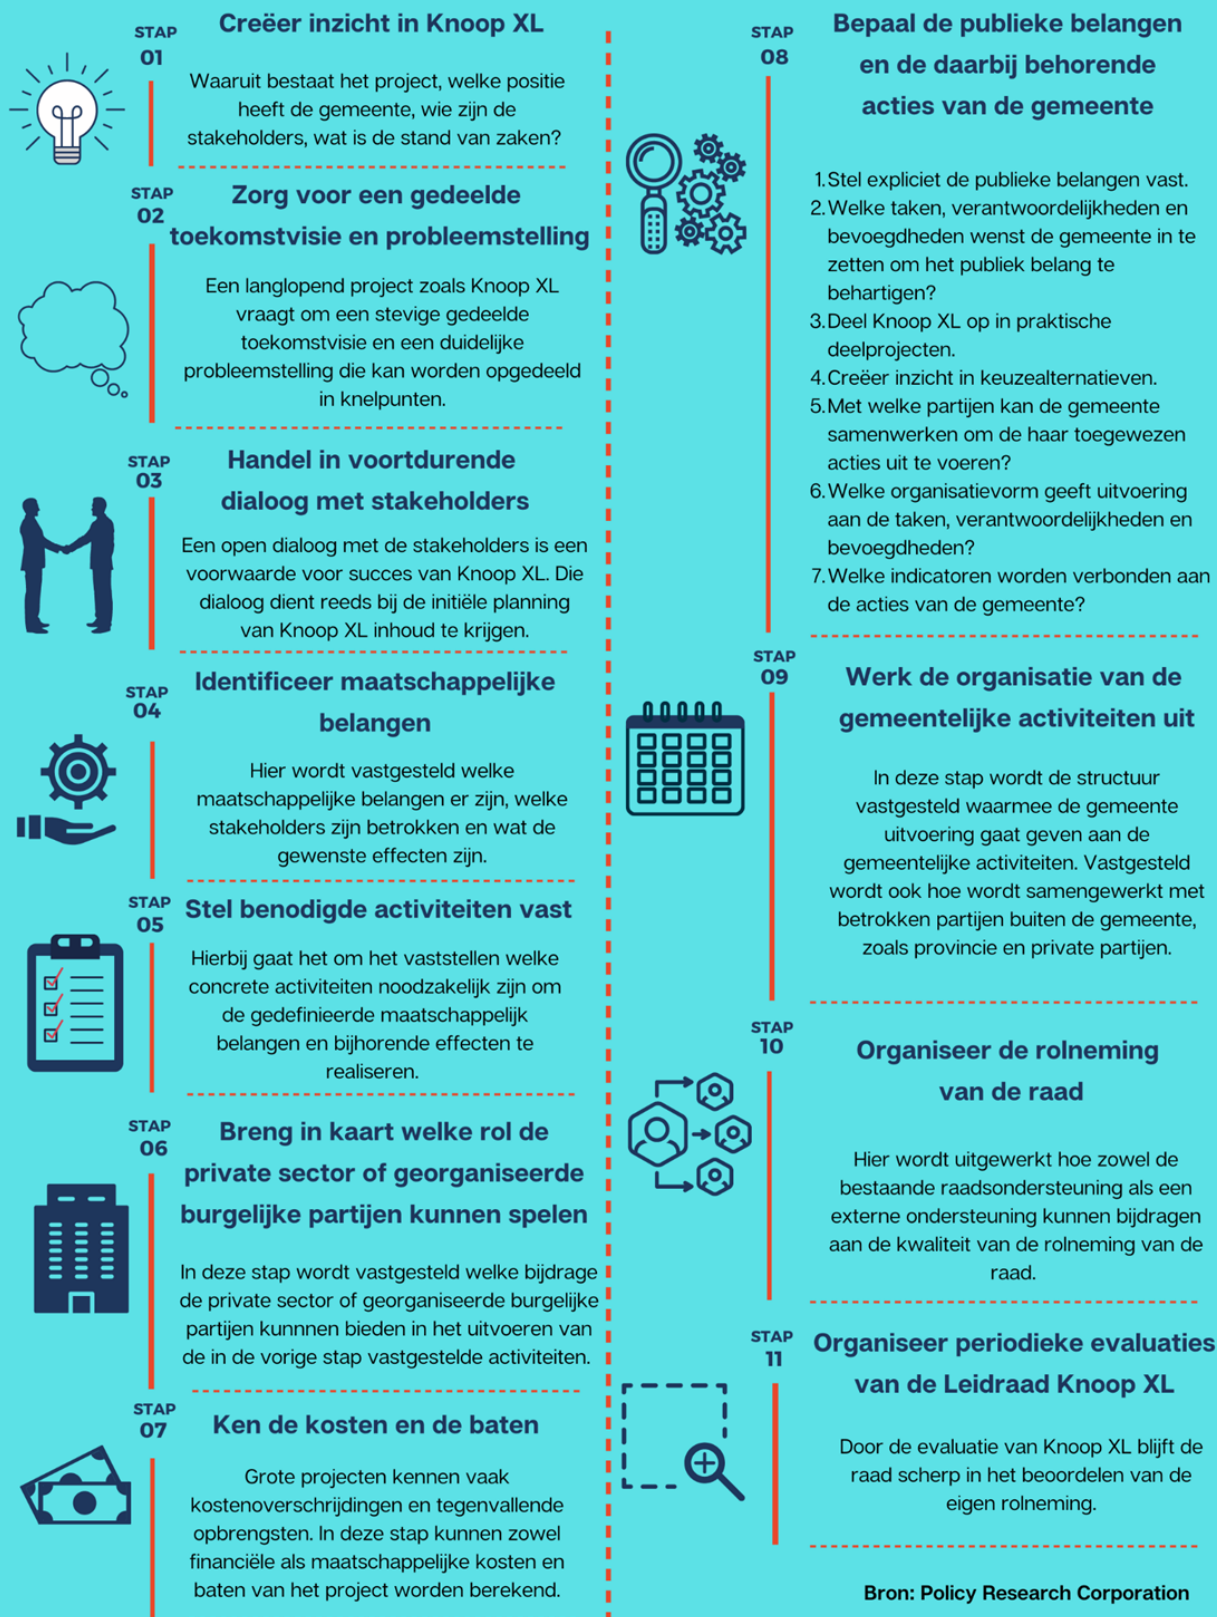 STAP
01
Creëer inzicht in Knoop XL
Waaruit bestaat het project, welke positie
heeft de gemeente, wie zijn de
stakeholders, wat is de stand van zaken?
STAP
02
Zorg voor een gedeelde
toekomstvisie en probleemstelling
Een langlopend project zoals Knoop XL
vraagt om een stevige gedeelde
toekomstvisie en een duidelijke
probleemstelling die kan worden opgedeeld
in knelpunten.
STAP
03
Handel in voortdurende
dialoog met stakeholders
Een open dialoog met de stakeholders is een
voorwaarde voor succes van Knoop XL. Die
dialoog dient reeds bij de initiële planning
van Knoop XL inhoud te krijgen.
STAP
04
Identificeer maatschappelijke
belangen
Hier wordt vastgesteld welke
maatschappelijke belangen er zijn, welke
stakeholders zijn betrokken en wat de
gewenste effecten zijn.
STAP
05
Stel benodigde activiteiten vast
Hierbij gaat het om het vaststellen welke
concrete activiteiten noodzakelijk zijn om
de gedefinieerde maatschappelijk
belangen en bijhorende effecten te
realiseren.
STAP
06
Breng in kaart welke rol de
private sector of georganiseerde
burgelijke partijen kunnen spelen
In deze stap wordt vastgesteld welke bijdrage
de private sector of georganiseerde burgelijke
partijen kunnnen bieden in het uitvoeren van
de in de vorige stap vastgestelde activiteiten.
STAP
07
Ken de kosten en de baten
Grote projecten kennen vaak
kostenoverschrijdingen en tegenvallende
opbrengsten. In deze stap kunnen zowel
financiële als maatschappelijke kosten en
baten van het project worden berekend.
STAP
08
Bepaal de publieke belangen
en de daarbij behorende
acties van de gemeente
1.Stel expliciet de publieke belangen vast.
2.Welke taken, verantwoordelijkheden en
bevoegdheden wenst de gemeente in te
zetten om het publiek belang te
behartigen?
3.Deel Knoop XL op in praktische
deelprojecten.
4.Creëer inzicht in keuzealternatieven.
5.Met welke partijen kan de gemeente
samenwerken om de haar toegewezen
acties uit te voeren?
6.Welke organisatievorm geeft uitvoering
aan de taken, verantwoordelijkheden en
bevoegdheden?
7.Welke indicatoren worden verbonden aan
de acties van de gemeente?
STAP
09
Werk de organisatie van de
gemeentelijke activiteiten uit
In deze stap wordt de structuur
vastgesteld waarmee de gemeente
uitvoering gaat geven aan de
gemeentelijke activiteiten. Vastgesteld
wordt ook hoe wordt samengewerkt met
betrokken partijen buiten de gemeente,
zoals provincie en private partijen.
STAP
10
Organiseer de rolneming
van de raad
Hier wordt uitgewerkt hoe zowel de
bestaande raadsondersteuning als een
externe ondersteuning kunnen bijdragen
aan de kwaliteit van de rolneming van de
raad.
STAP
11
Organiseer periodieke evaluaties
van de Leidraad Knoop XL
Door de evaluatie van Knoop XL blijft de
raad scherp in het beoordelen van de
eigen rolneming.
Bron: Policy Research Corporation